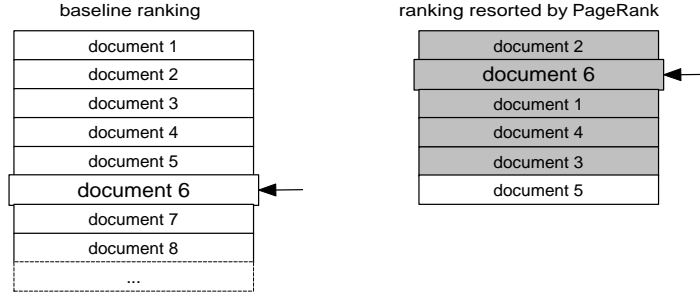 baseline ranking
document 1
document 2
document 3
document 4
document 5
document 6
document 7
document 8
...
ranking resorted by PageRank
document 2
document 6
document 1
document 4
document 3
document 5